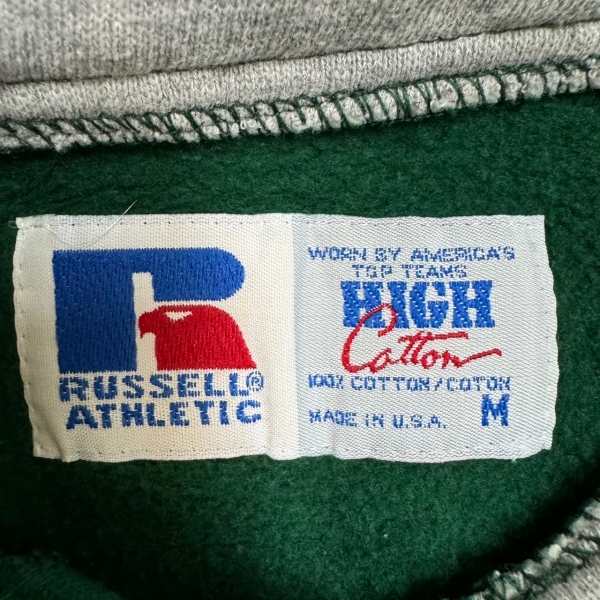 RUSSELL®
ATHLETIC
WORN BY AMERICA'S
TOP TEAMS
HIGH
Cotton
100% COTTON/COTON
MADE IN U.S.A. M